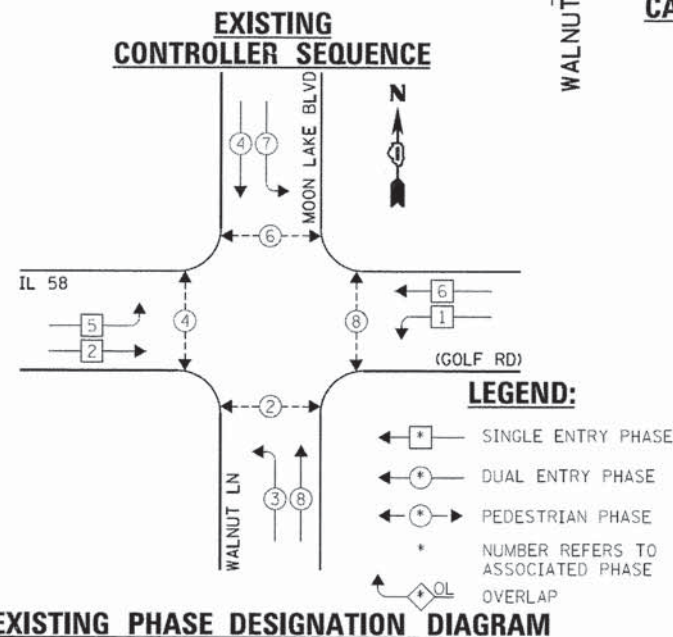 EXISTING
CONTROLLER SEQUENCE
WALNUT
CA
4
7
MOON LAKE BLVD
N
6
IL 58
5
2
4
8
6
1
(GOLF RD)
2
WALNUT LN
3
8
LEGEND:
* SINGLE ENTRY PHASE
* DUAL ENTRY PHASE
* PEDESTRIAN PHASE
* NUMBER REFERS TO
ASSOCIATED PHASE
* OL OVERLAP
EXISTING PHASE DESIGNATION DIAGRAM